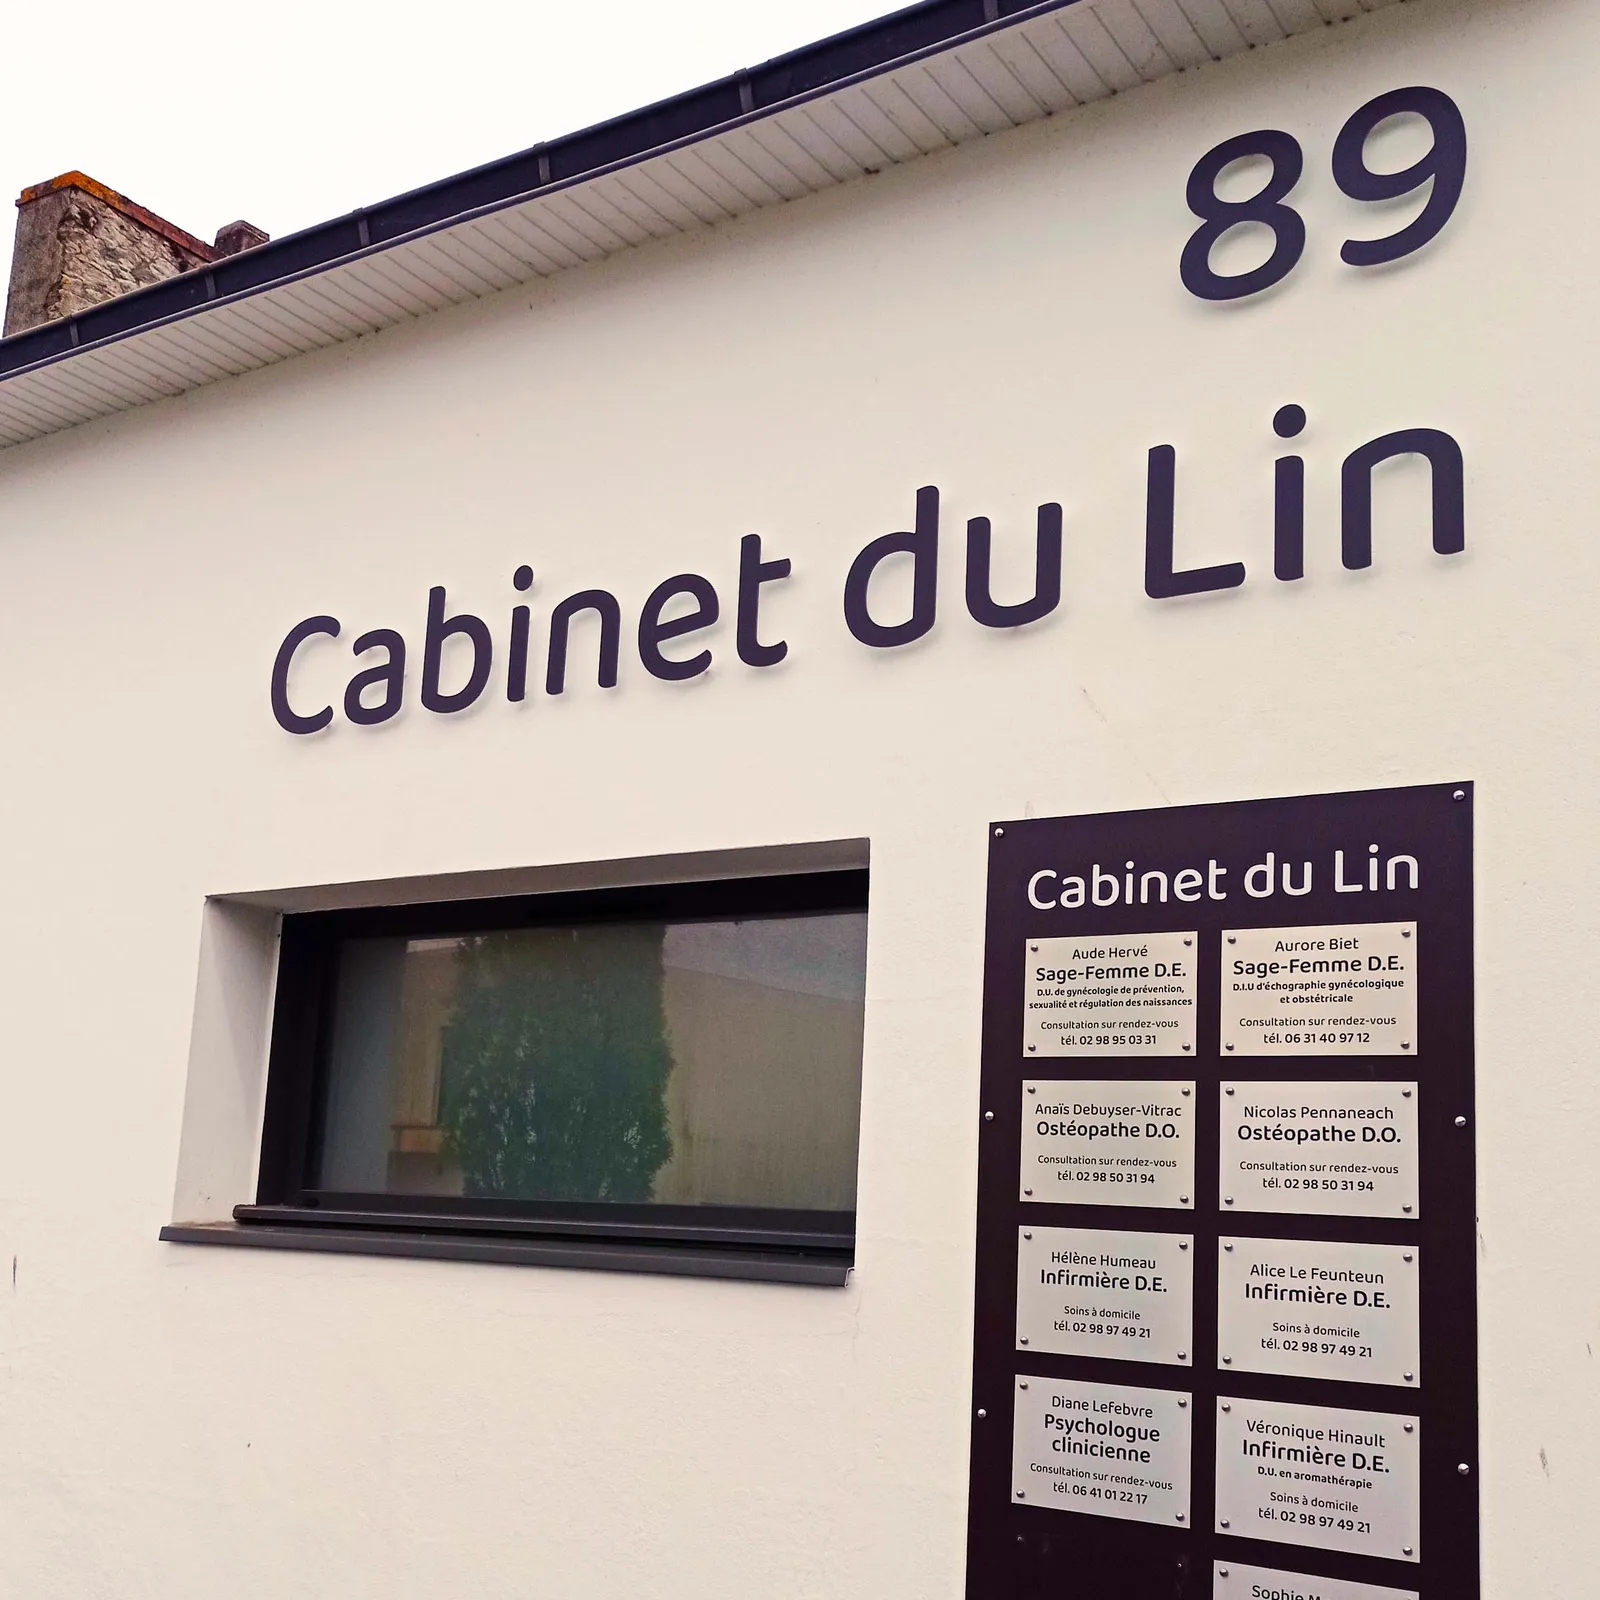 89
Cabinet du Lin
Cabinet du Lin
Aude Hervé
Sage-Femme D.E.
D.U. de gynécologie de prévention,
sexualité et régulation des naissances
Consultation sur rendez-vous
tél. 02 98 95 03 31
Aurore Biet
Sage-Femme D.E.
D.I.U d'échographie gynécologique
et obstétricale
Consultation sur rendez-vous
tél. 06 31 40 97 12
Anaïs Debuyser-Vitrac
Ostéopathe D.O.
Consultation sur rendez-vous
tél. 02 98 50 31 94
Nicolas Pennaneach
Ostéopathe D.O.
Consultation sur rendez-vous
tél. 02 98 50 31 94
Hélène Humeau
Infirmière D.E.
Soins à domicile
tél. 02 98 97 49 21
Alice Le Feunteun
Infirmière D.E.
Soins à domicile
tél. 02 98 97 49 21
Diane Lefebvre
Psychologue
clinicienne
Consultation sur rendez-vous
tél. 06 41 01 22 17
Véronique Hinault
Infirmière D.E.
D.U. en aromathérapie
Soins à domicile
tél. 02 98 97 49 21
Sophie